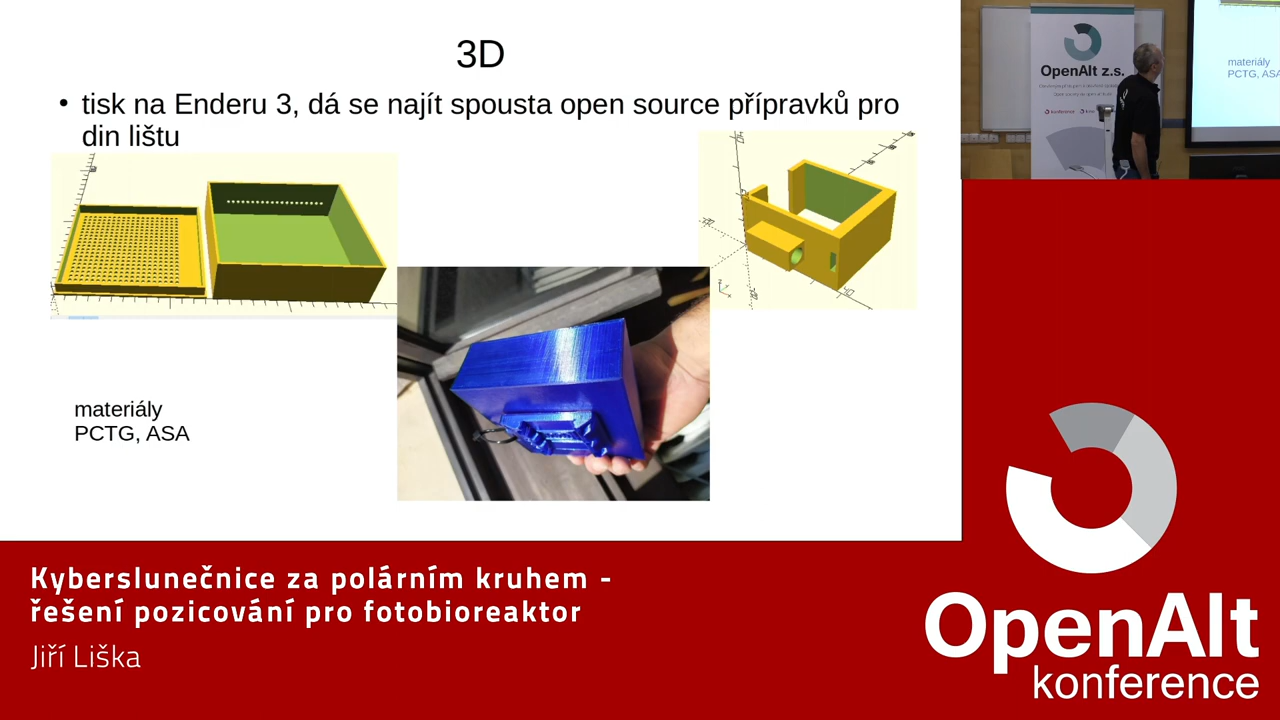 3D
• tisk na Enderu 3, dá se najít spousta open source přípravků pro
din lištu
materiály
PCTG, ASA
OpenAlt z.s.
materiály
PCTG, ASA
Kyberslunečnice za polárním kruhem -
řešení pozicování pro fotobioreaktor
Jiří Liška
OpenAlt
konference